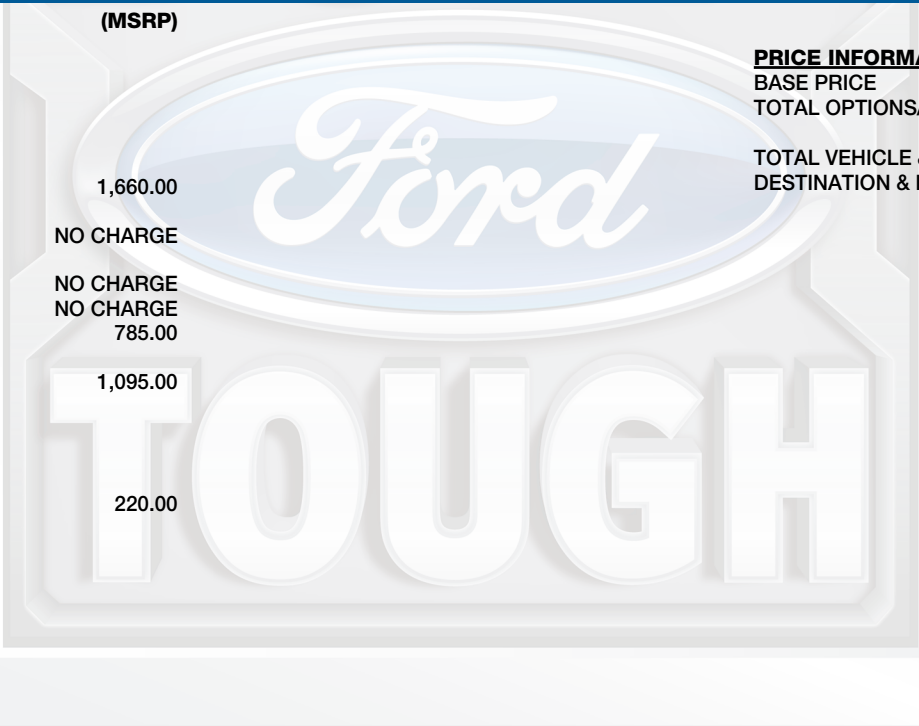 (MSRP)
1,660.00
NO CHARGE
NO CHARGE
NO CHARGE
785.00
1,095.00
220.00
PRICE INFORMA
BASE PRICE
TOTAL OPTIONS
TOTAL VEHICLE &
DESTINATION &
Ford
TOUGH